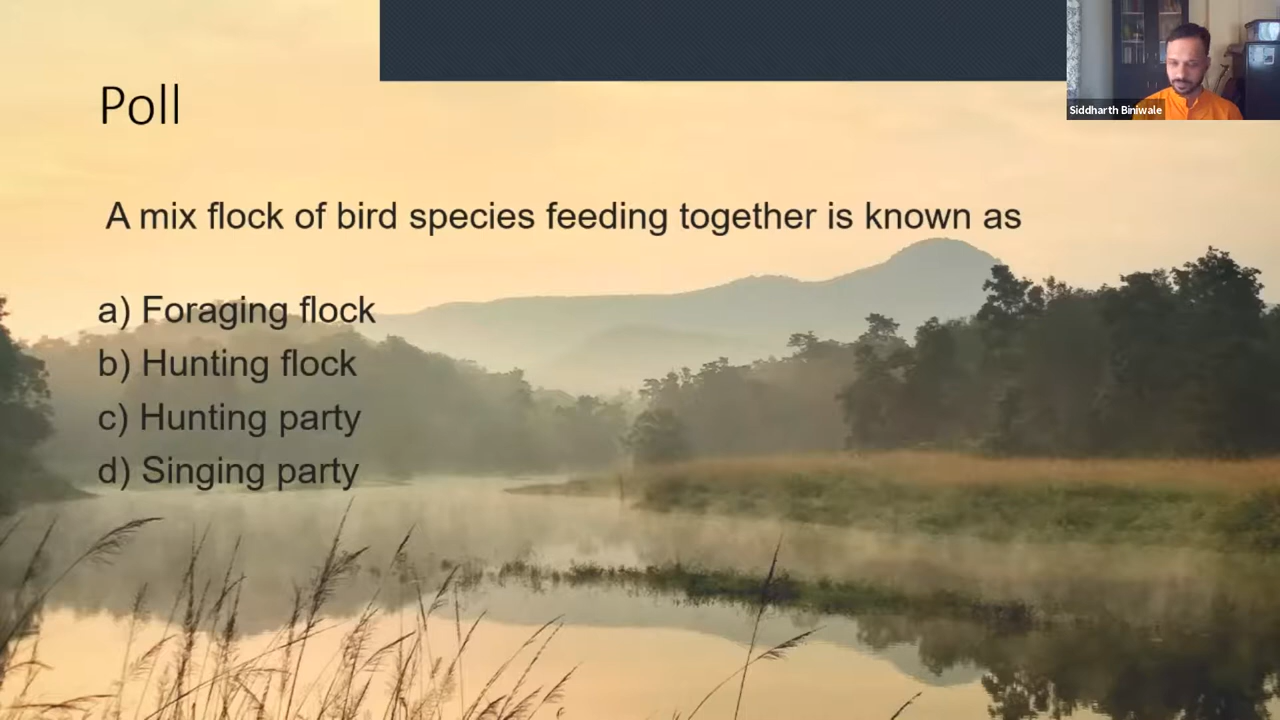 Siddharth Biniwale
Poll
A mix flock of bird species feeding together is known as
a) Foraging flock
b) Hunting flock
c) Hunting party
d) Singing party